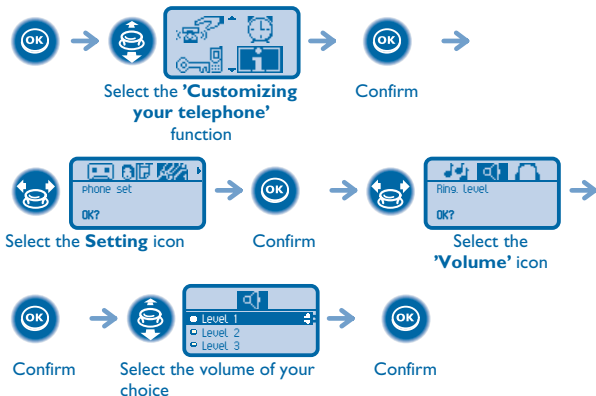 OK
OK
Select the 'Customizing
your telephone'
function
Confirm
Phone set
OK?
OK
Ring. level
OK?
Select the Setting icon
Confirm
Select the
'Volume' icon
OK
Level 1
Level 2
Level 3
OK
Confirm
Select the volume of your
choice
Confirm